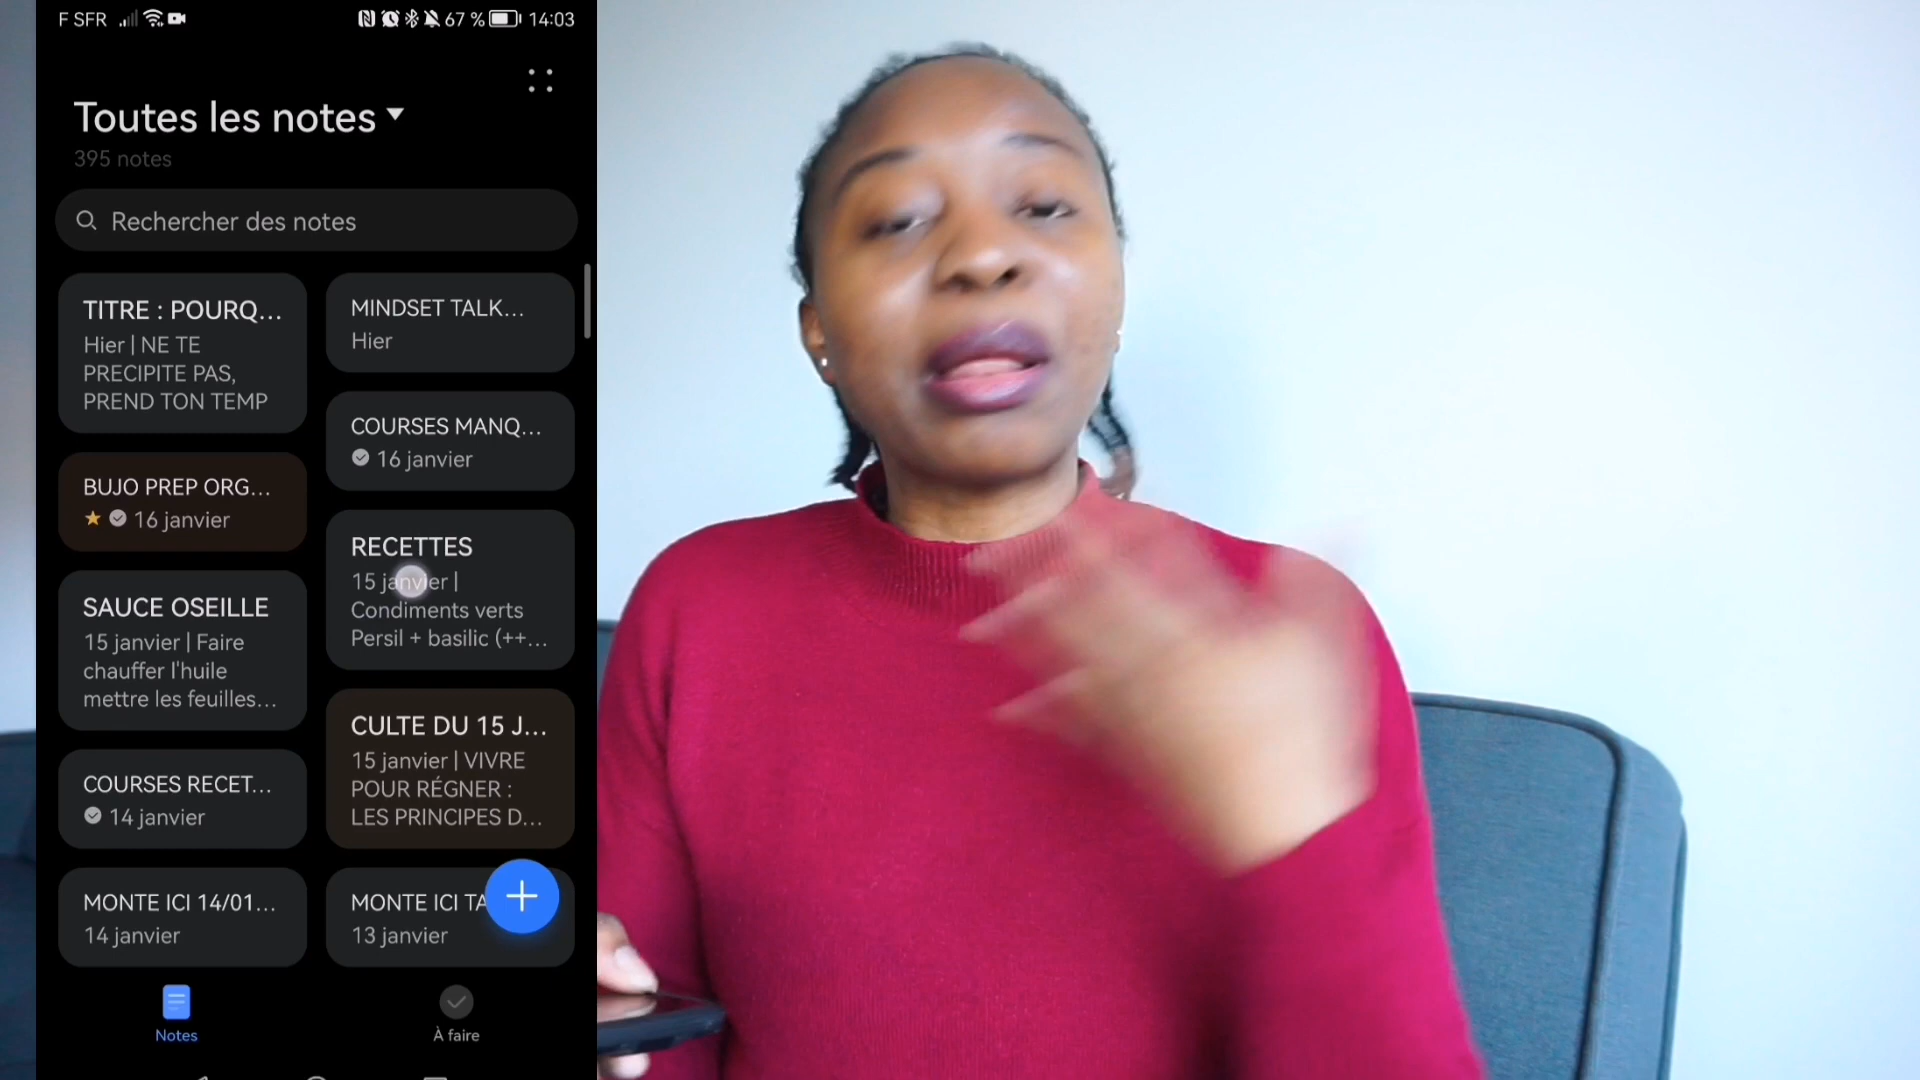 F SFR 67 % 14:03
Toutes les notes
395 notes
Rechercher des notes
TITRE : POURQ...
Hier | NE TE
PRECIPITE PAS,
PREND TON TEMP
MINDSET TALK...
Hier
COURSES MANQ...
16 janvier
BUJO PREP ORG...
16 janvier
RECETTES
15 janvier |
Condiments verts
Persil + basilic (++...
SAUCE OSEILLE
15 janvier | Faire
chauffer l'huile
mettre les feuilles...
CULTE DU 15 J...
15 janvier | VIVRE
POUR RÉGNER :
LES PRINCIPES D...
COURSES RECET...
14 janvier
MONTE ICI 14/01...
14 janvier
MONTE ICI TA
13 janvier
Notes
À faire